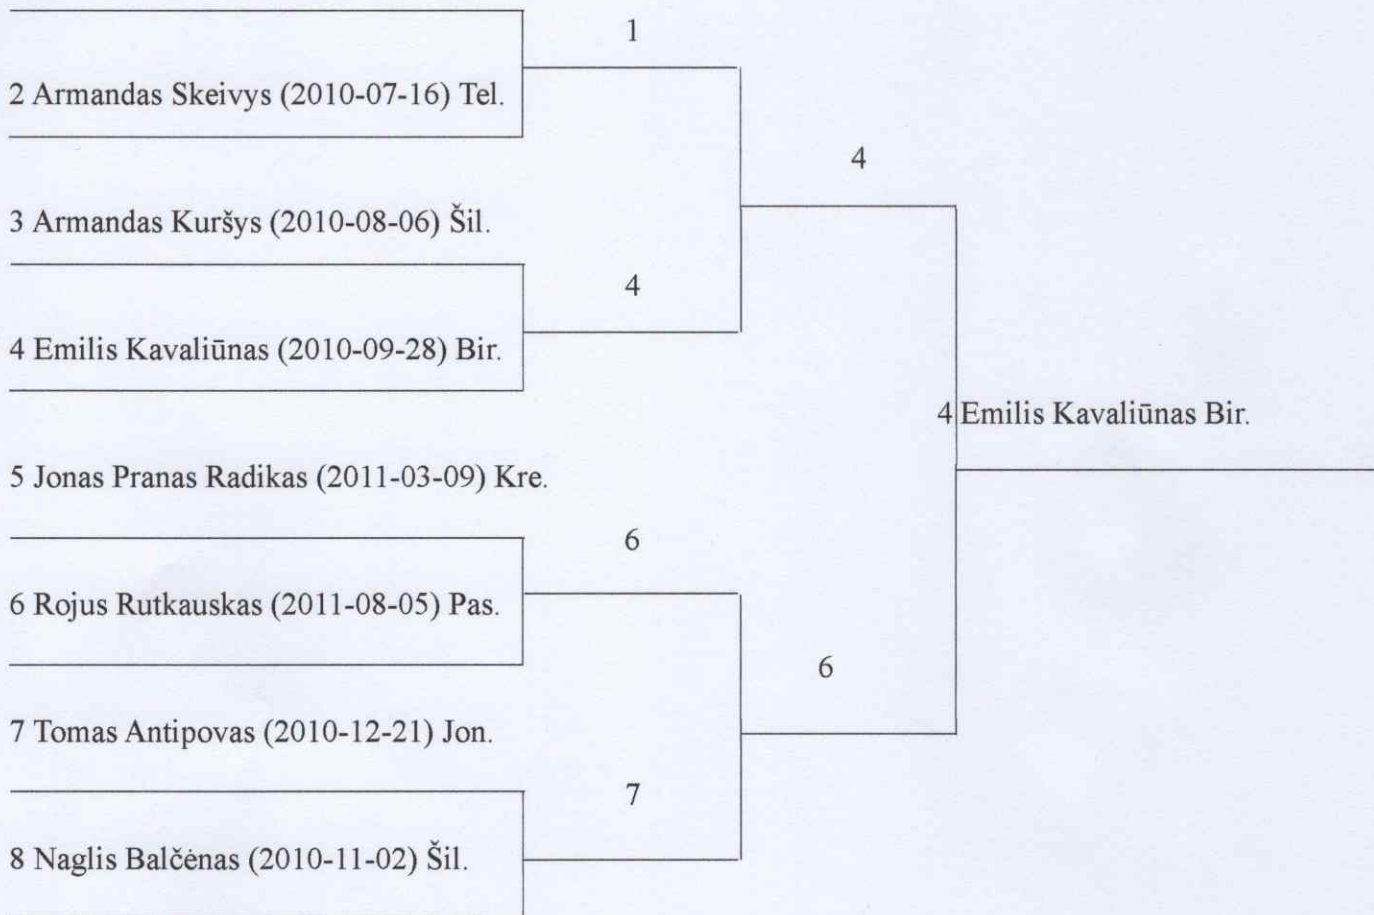 1
2 Armandas Skeivys (2010-07-16) Tel.
4
3 Armandas Kuršys (2010-08-06) Šil.
4
4 Emilis Kavaliūnas (2010-09-28) Bir.
4 Emilis Kavaliūnas Bir.
5 Jonas Pranas Radikas (2011-03-09) Kre.
6
6 Rojus Rutkauskas (2011-08-05) Pas.
6
7 Tomas Antipovas (2010-12-21) Jon.
7
8 Naglis Balčėnas (2010-11-02) Šil.